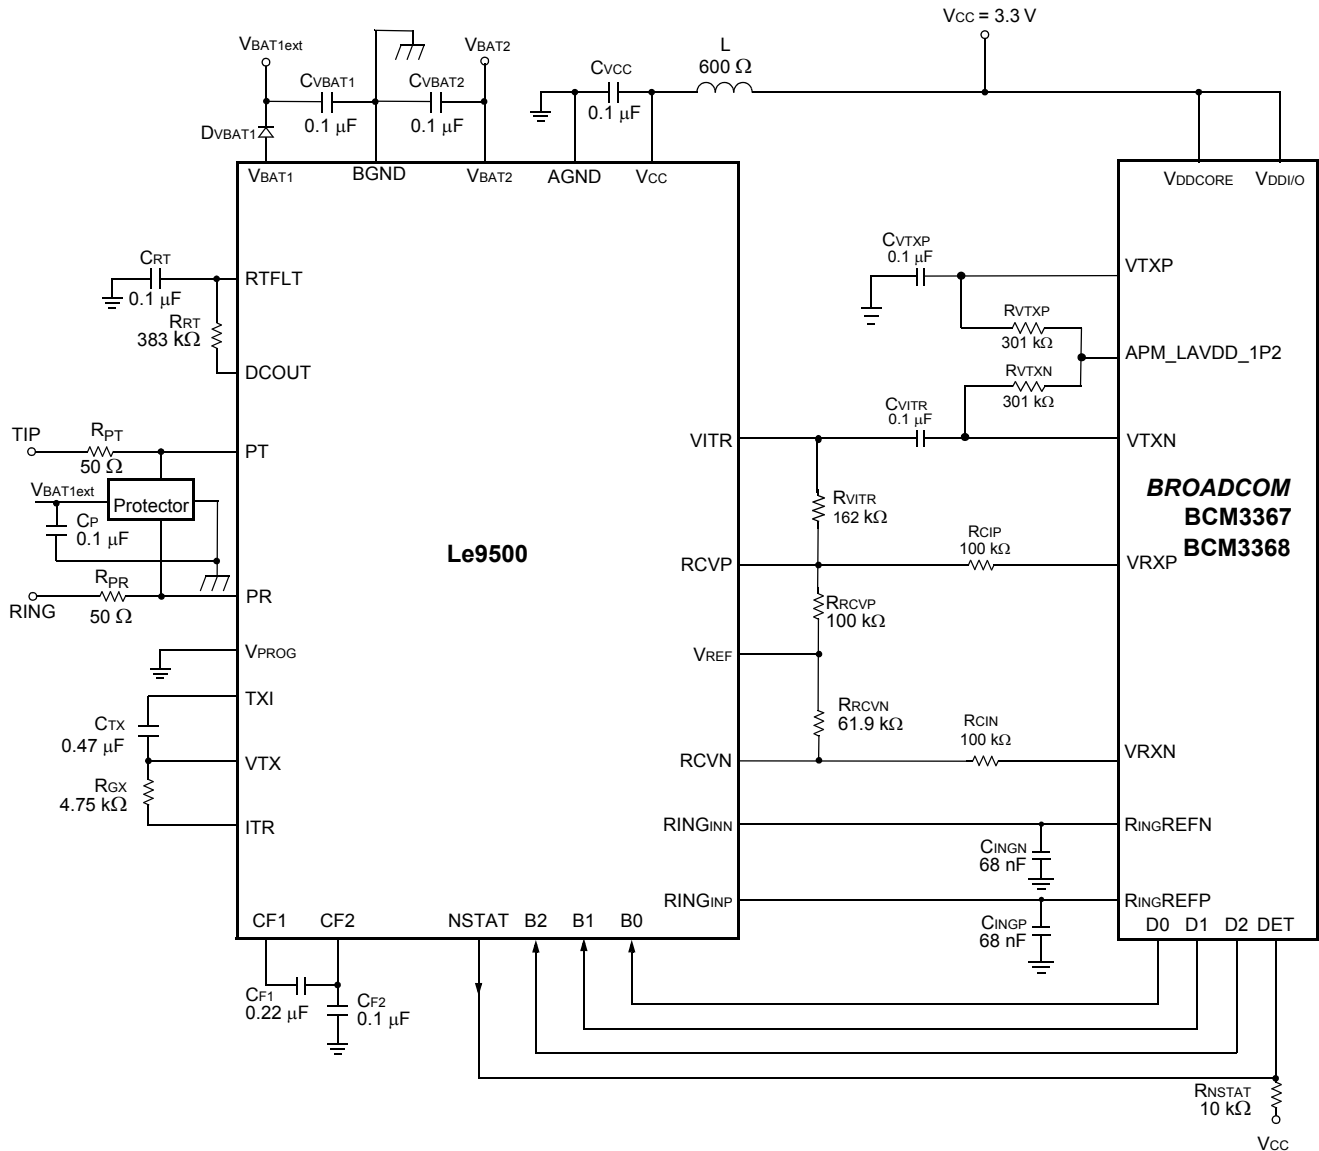 VCC = 3.3 V
VBAT1ext
VBAT2
L
600 Ω
CVBAT1
0.1 μF
CVBAT2
0.1 μF
CVCC
0.1 μF
DVBAT1
VBAT1
BGND
VBAT2
AGND
VCC
VDDCORE
VDDI/O
CRT
0.1 μF
RTFLT
RRT
383 kΩ
DCOUT
CVTXP
0.1 μF
VTXP
RVTXP
301 kΩ
APM_LAVDD_1P2
RVTXN
301 kΩ
CVITR
0.1 μF
VITR
VTXN
TIP
RPT
50 Ω
PT
VBAT1ext
Protector
CP
0.1 μF
RPR
50 Ω
RING
PR
Le9500
BROADCOM
BCM3367
BCM3368
RVITR
162 kΩ
RCIP
100 kΩ
RCVP
VRXP
RRCVP
100 kΩ
VREF
VPROG
TXI
CTX
0.47 μF
VTX
RGX
4.75 kΩ
ITR
RRCVN
61.9 kΩ
RCIN
100 kΩ
RCVN
VRXN
RINGINN
RINGREFN
CINGN
68 nF
RINGINP
RINGREFP
CINGP
68 nF
CF1
CF2
NSTAT
B2
B1
B0
D0
D1
D2
DET
CF1
0.22 μF
CF2
0.1 μF
RNSTAT
10 kΩ
VCC